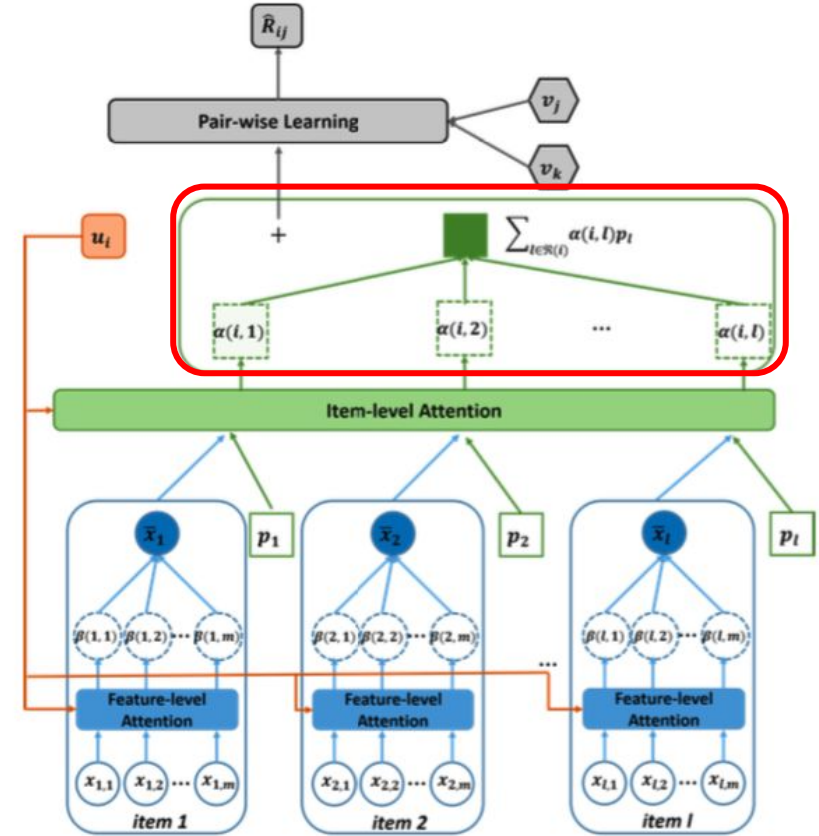 R̂ᵢⱼ
Pair-wise Learning
vⱼ
vₖ
uᵢ
+
∑_{l∈ℜ(i)} α(i, l)pₗ
α(i, 1) α(i, 2) ... α(i, l)
Item-level Attention
x̄₁ p₁ x̄₂ p₂ x̄ₗ pₗ
β(1, 1) β(1, 2) ... β(1, m) β(2, 1) β(2, 2) ... β(2, m) β(l, 1) β(l, 2) ... β(l, m)
...
Feature-level Attention Feature-level Attention Feature-level Attention
x₁,₁ x₁,₂ ... x₁,ₘ x₂,₁ x₂,₂ ... x₂,ₘ xₗ,₁ xₗ,₂ ... xₗ,ₘ
item 1 item 2 item l